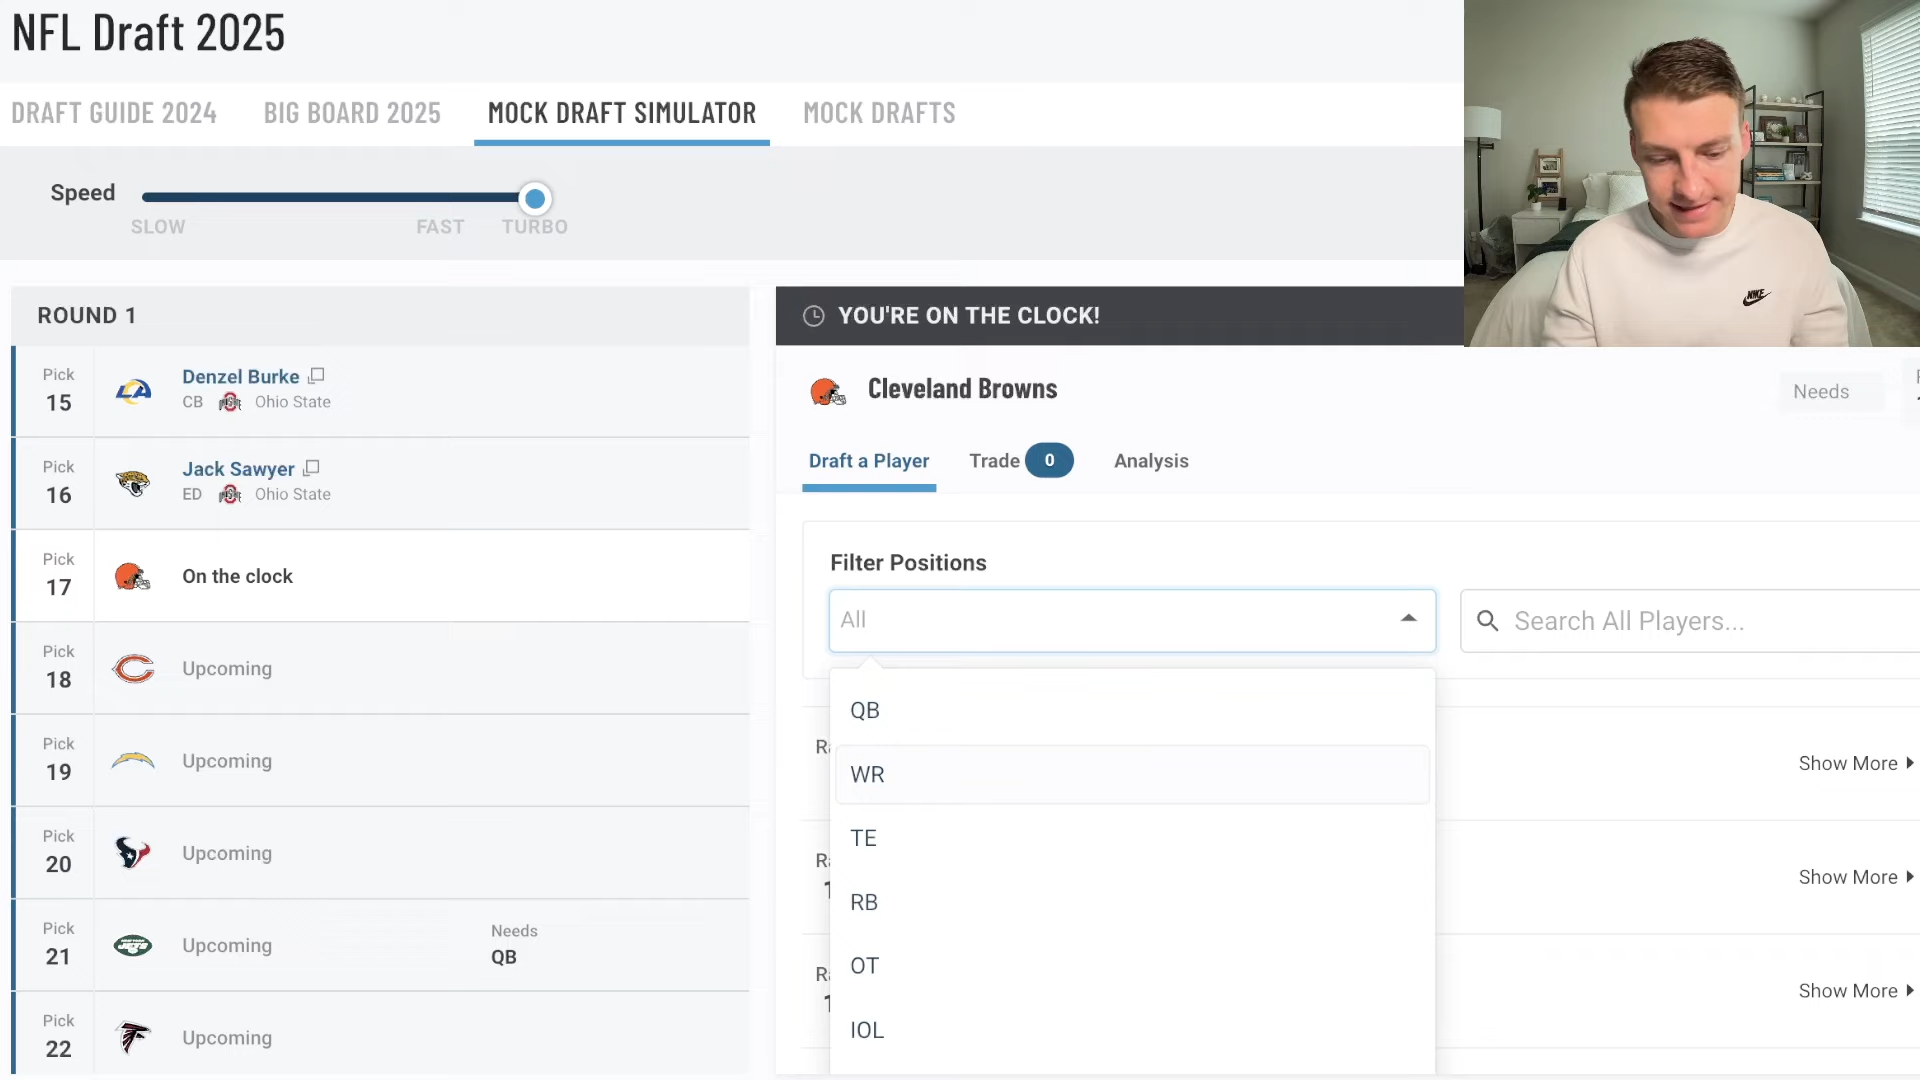 NFL Draft 2025
DRAFT GUIDE 2024
BIG BOARD 2025
MOCK DRAFT SIMULATOR
MOCK DRAFTS
Speed
SLOW
FAST
TURBO
ROUND 1
Pick
15
Denzel Burke
CB
Ohio State
Pick
16
Jack Sawyer
ED
Ohio State
Pick
17
On the clock
Pick
18
Upcoming
Pick
19
Upcoming
Pick
20
Upcoming
Pick
21
Upcoming
Needs
QB
Pick
22
Upcoming
YOU'RE ON THE CLOCK!
Cleveland Browns
Needs
Draft a Player
Trade 0
Analysis
Filter Positions
All
Search All Players...
QB
WR
TE
RB
OT
IOL
Show More
Show More
Show More
NIKE